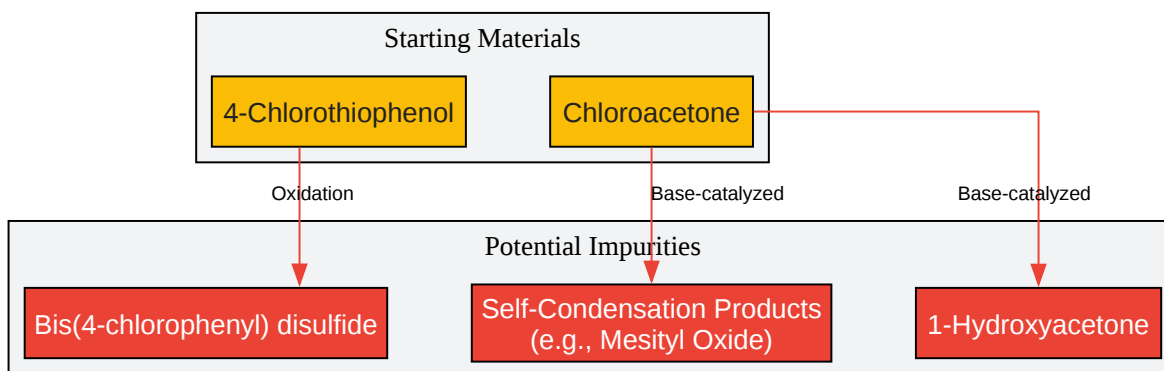 Starting Materials
4-Chlorothiophenol
Chloroacetone
Oxidation
Base-catalyzed
Base-catalyzed
Potential Impurities
Bis(4-chlorophenyl) disulfide
Self-Condensation Products
(e.g., Mesityl Oxide)
1-Hydroxyacetone